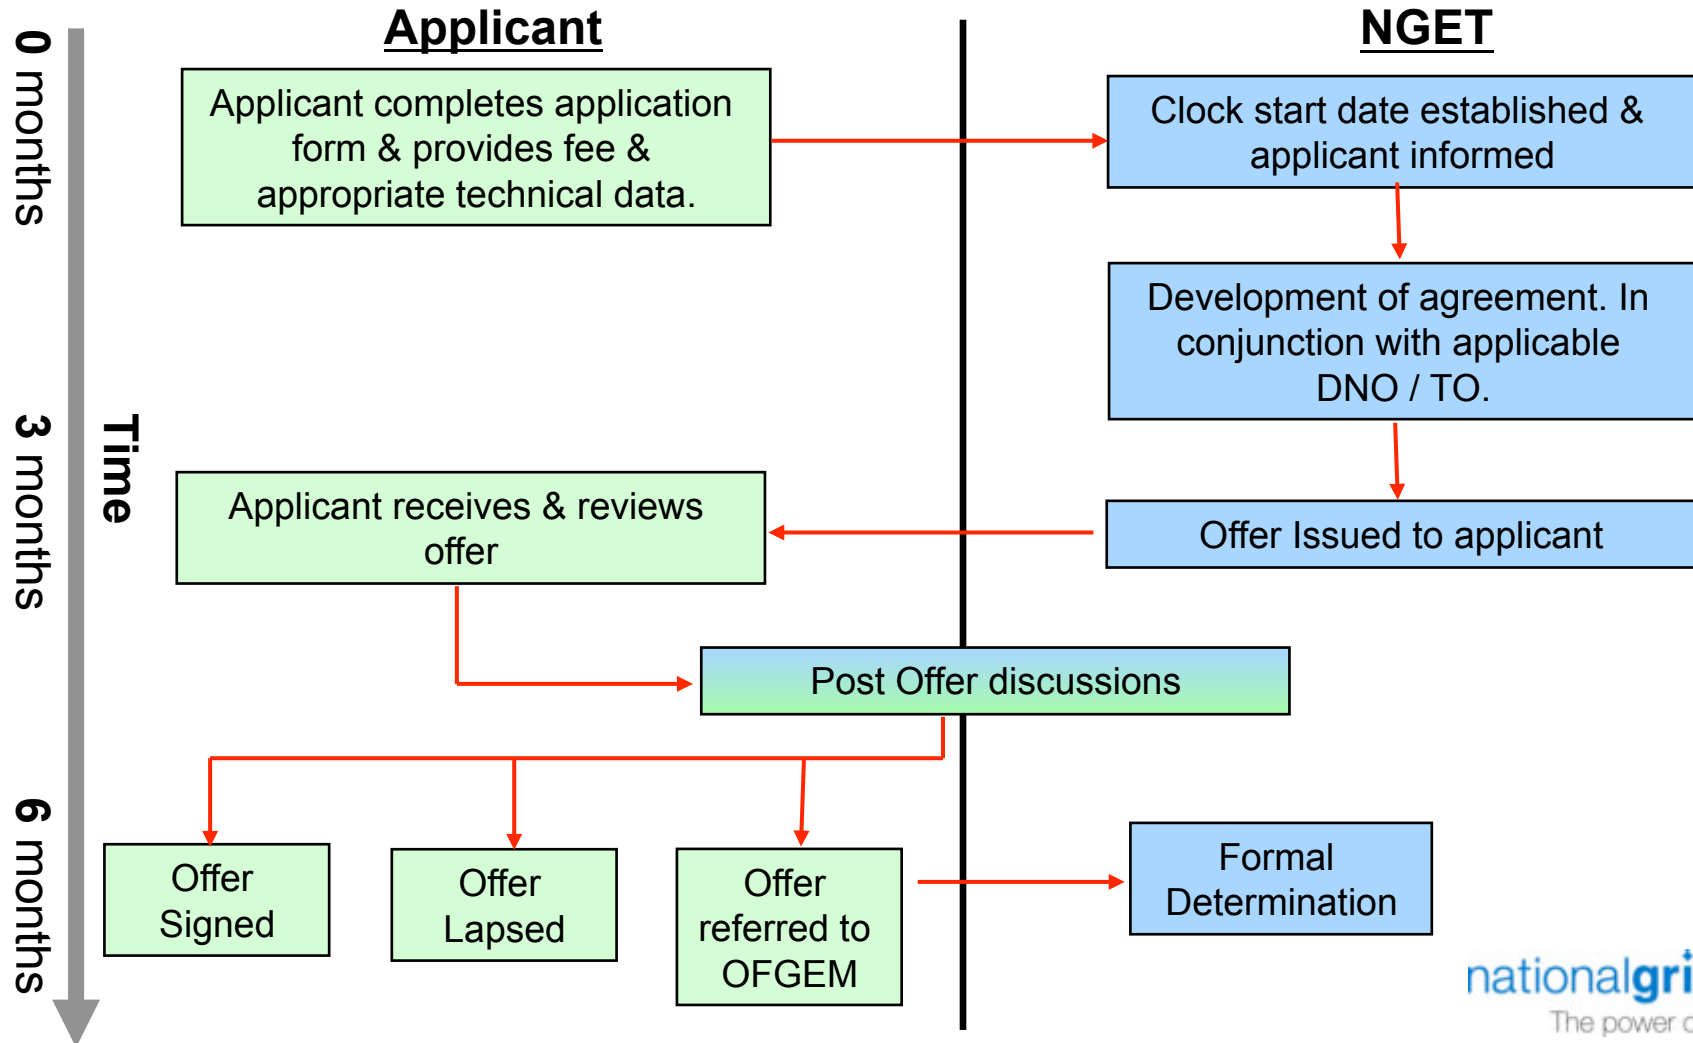 Applicant
NGET
0 months
Applicant completes application
form & provides fee &
appropriate technical data.
Clock start date established &
applicant informed
Development of agreement. In
conjunction with applicable
DNO / TO.
Time
3 months
Applicant receives & reviews
offer
Offer Issued to applicant
Post Offer discussions
6 months
Offer
Signed
Offer
Lapsed
Offer
referred to
OFGEM
Formal
Determination
nationalgri
The power o